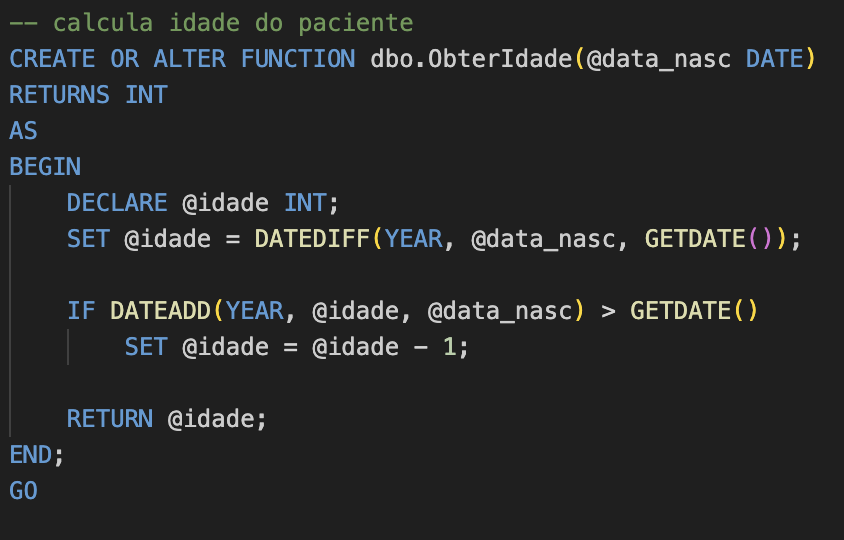 -- calcula idade do paciente
CREATE OR ALTER FUNCTION dbo.ObterIdade(@data_nasc DATE)
RETURNS INT
AS
BEGIN
    DECLARE @idade INT;
    SET @idade = DATEDIFF(YEAR, @data_nasc, GETDATE());

    IF DATEADD(YEAR, @idade, @data_nasc) > GETDATE()
        SET @idade = @idade - 1;

    RETURN @idade;
END;
GO